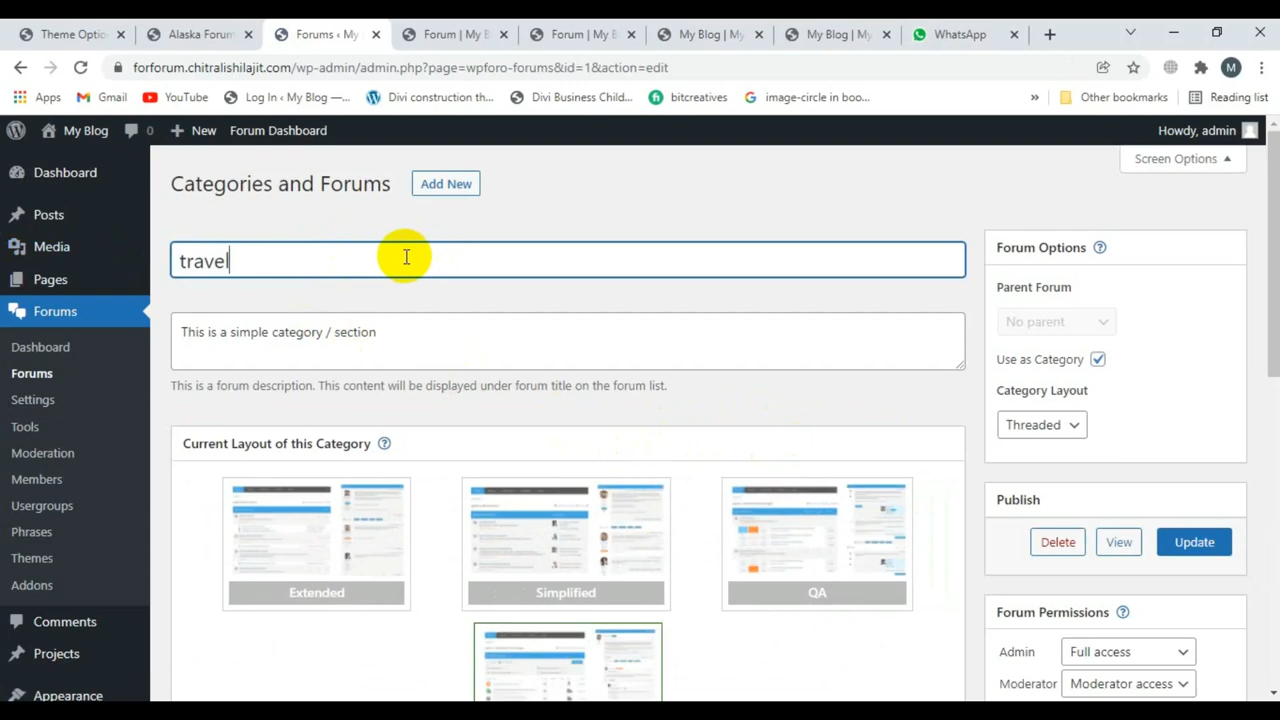 Theme Optio
Alaska Forum
Forums ‹ My
Forum | My B
Forum | My B
My Blog | My
My Blog | My
WhatsApp
forforum.chitralishilajit.com/wp-admin/admin.php?page=wpforo-forums&id=1&action=edit
M
Apps
Gmail
YouTube
Log In ‹ My Blog —...
Divi construction th...
Divi Business Child...
bitcreatives
image-circle in boo...
»
Other bookmarks
Reading list
My Blog
0
New
Forum Dashboard
Howdy, admin
Screen Options
Dashboard
Posts
Media
Pages
Forums
Dashboard
Forums
Settings
Tools
Moderation
Members
Usergroups
Phrases
Themes
Addons
Comments
Projects
Appearance
Categories and Forums
Add New
travel
This is a simple category / section
This is a forum description. This content will be displayed under forum title on the forum list.
Current Layout of this Category
Extended
Simplified
QA
Forum Options
Parent Forum
No parent
Use as Category
Category Layout
Threaded
Publish
Delete
View
Update
Forum Permissions
Admin
Full access
Moderator
Moderator access